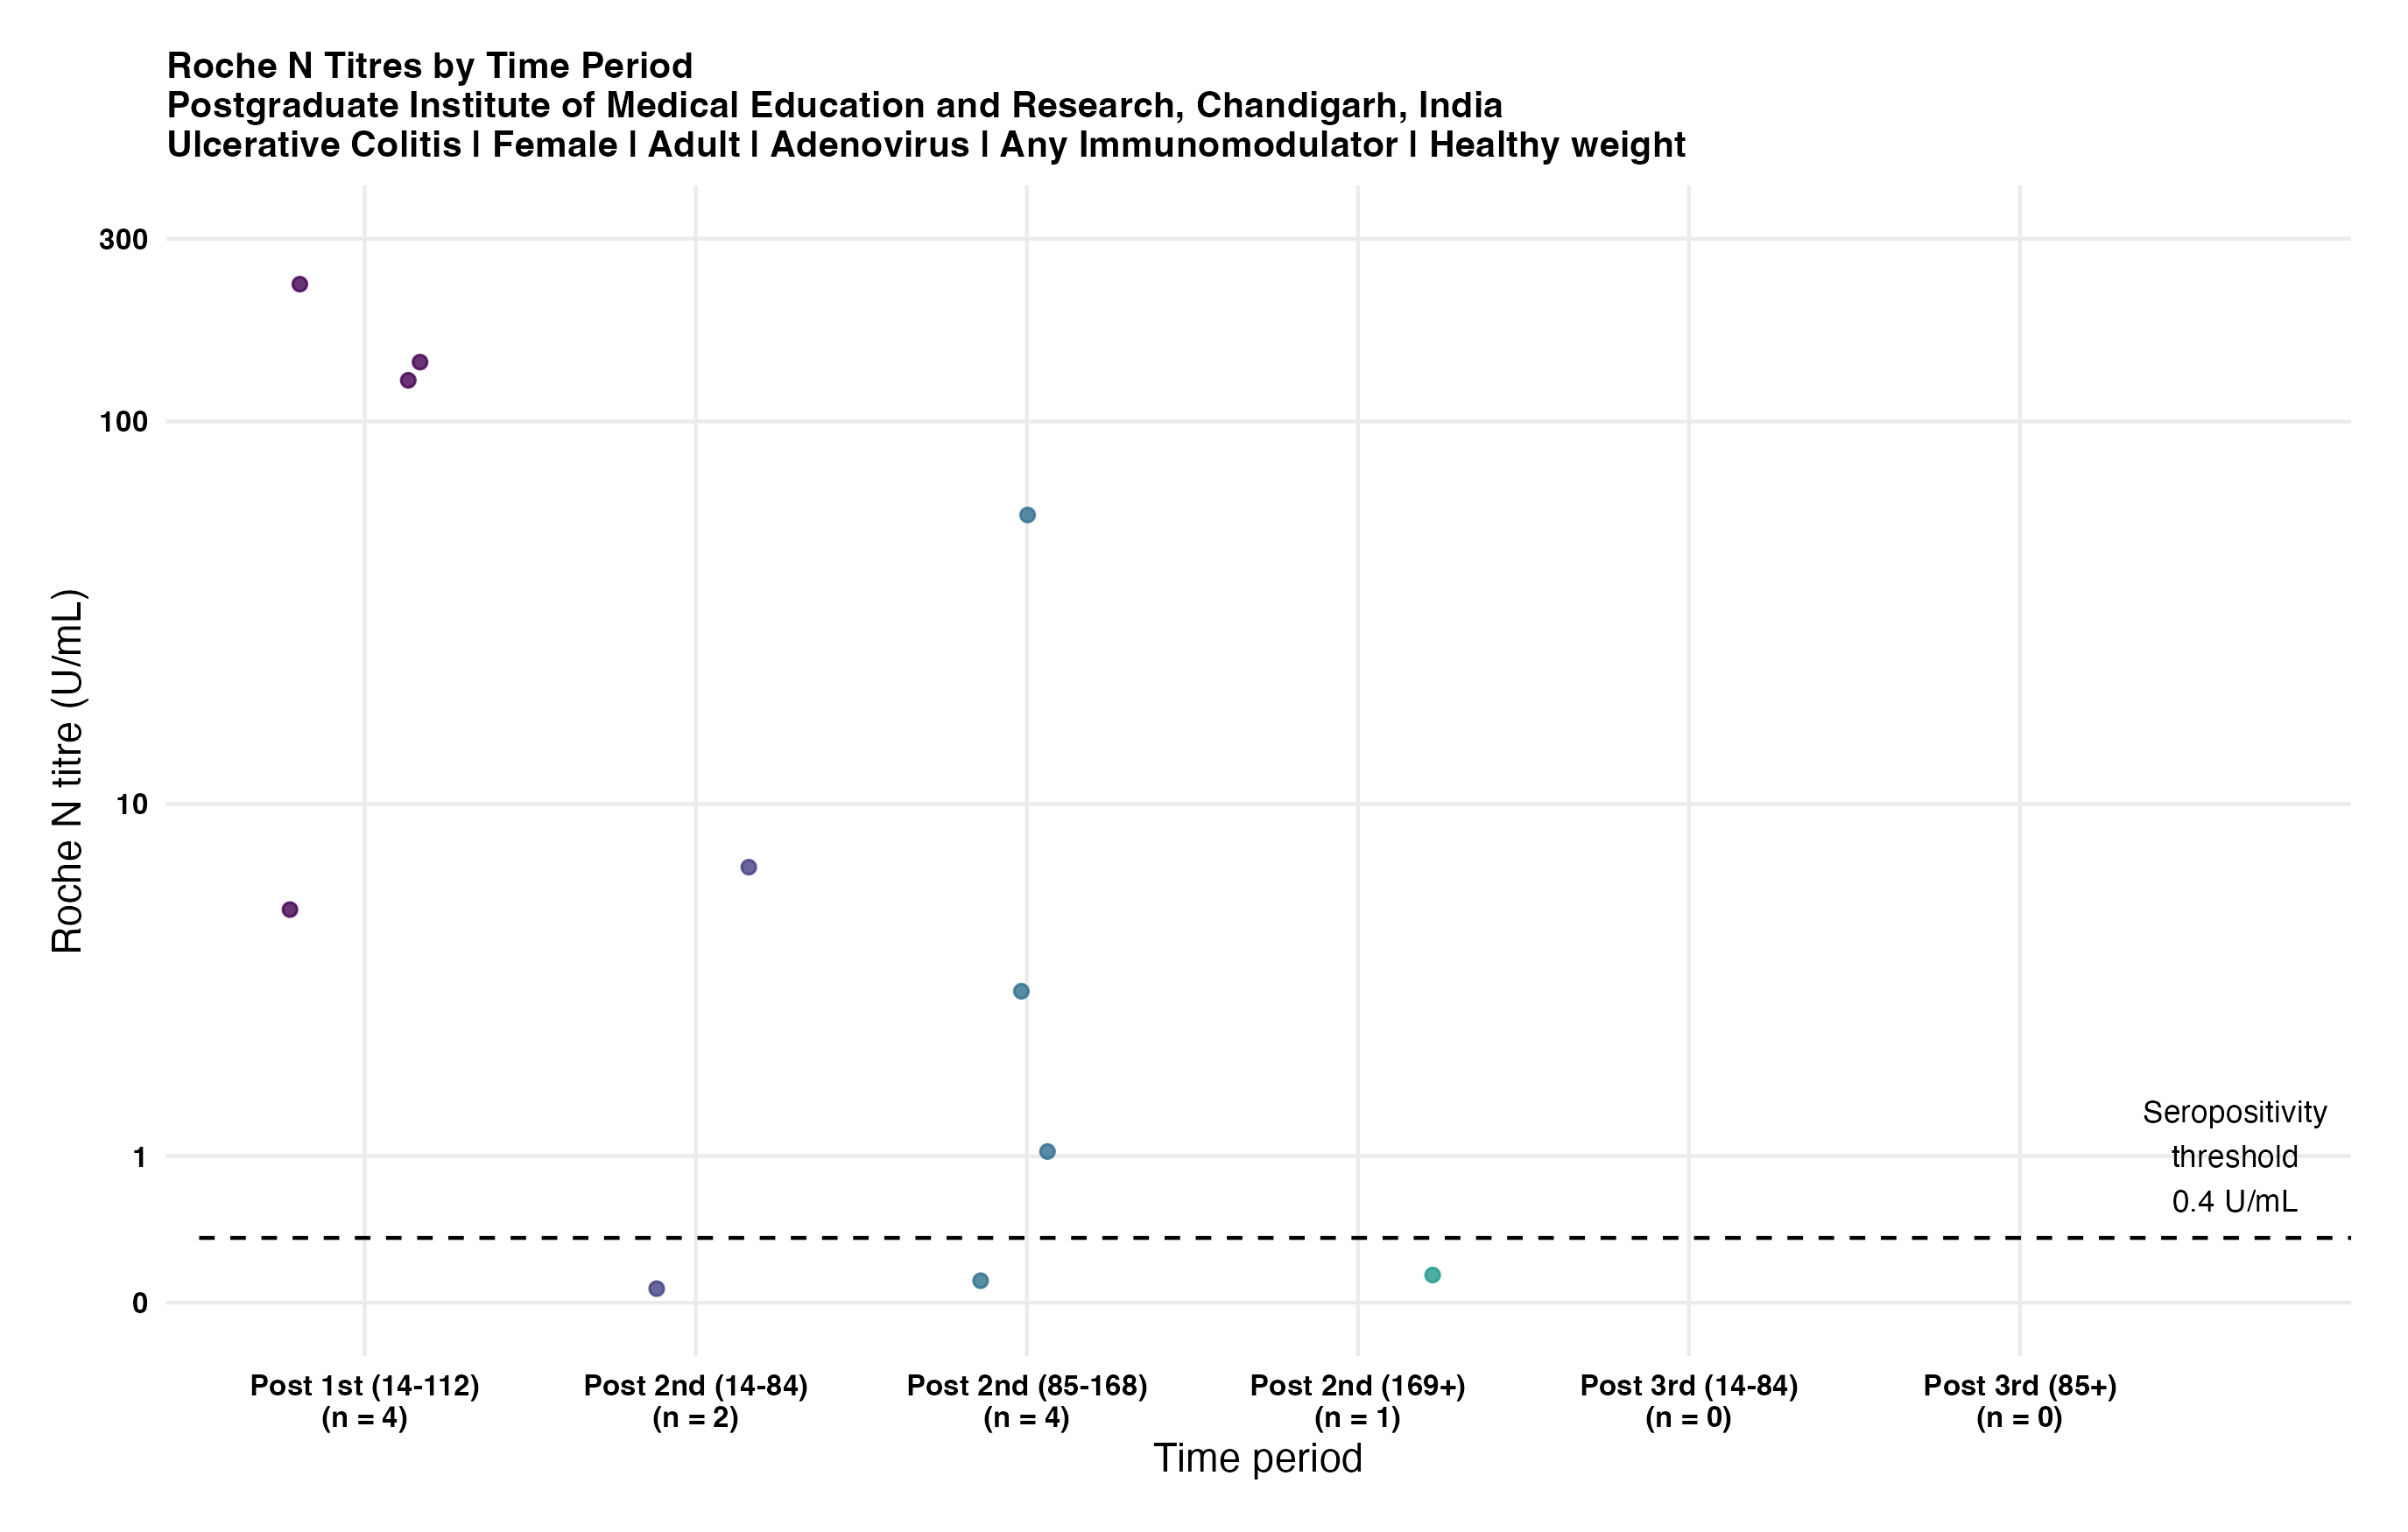 Roche N Titres by Time Period
Postgraduate Institute of Medical Education and Research, Chandigarh, India
Ulcerative Colitis | Female | Adult | Adenovirus | Any Immunomodulator | Healthy weight
Roche N titre (U/mL)
300
100
10
1
0
Seropositivity
threshold
0.4 U/mL
Post 1st (14-112)
(n = 4)
Post 2nd (14-84)
(n = 2)
Post 2nd (85-168)
(n = 4)
Post 2nd (169+)
(n = 1)
Post 3rd (14-84)
(n = 0)
Post 3rd (85+)
(n = 0)
Time period